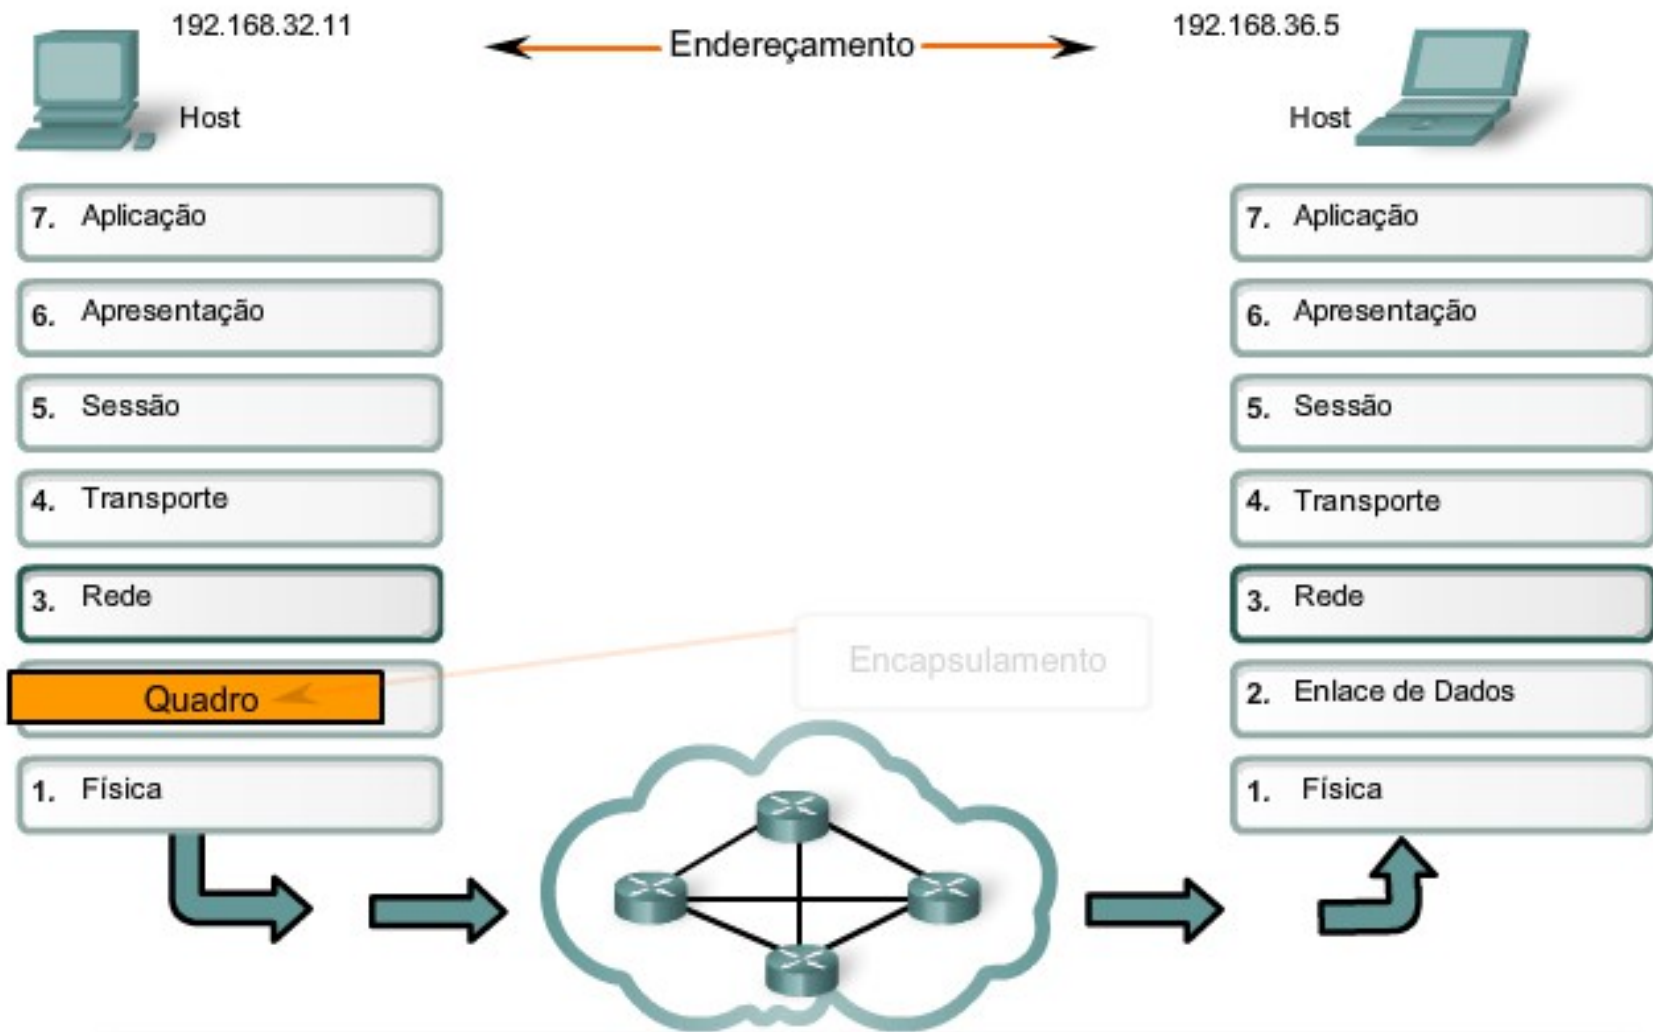 192.168.32.11
Endereçamento
192.168.36.5
Host
Host
7. Aplicação
6. Apresentação
5. Sessão
4. Transporte
3. Rede
Quadro
1. Física
Encapsulamento
7. Aplicação
6. Apresentação
5. Sessão
4. Transporte
3. Rede
2. Enlace de Dados
1. Física